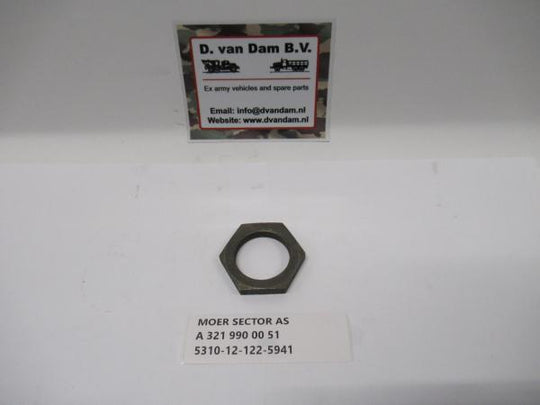 D. van Dam B.V.
Ex army vehicles and spare parts
Email: info@dvandam.nl
Website: www.dvandam.nl
MOER SECTOR AS
A 321 990 00 51
5310-12-122-5941